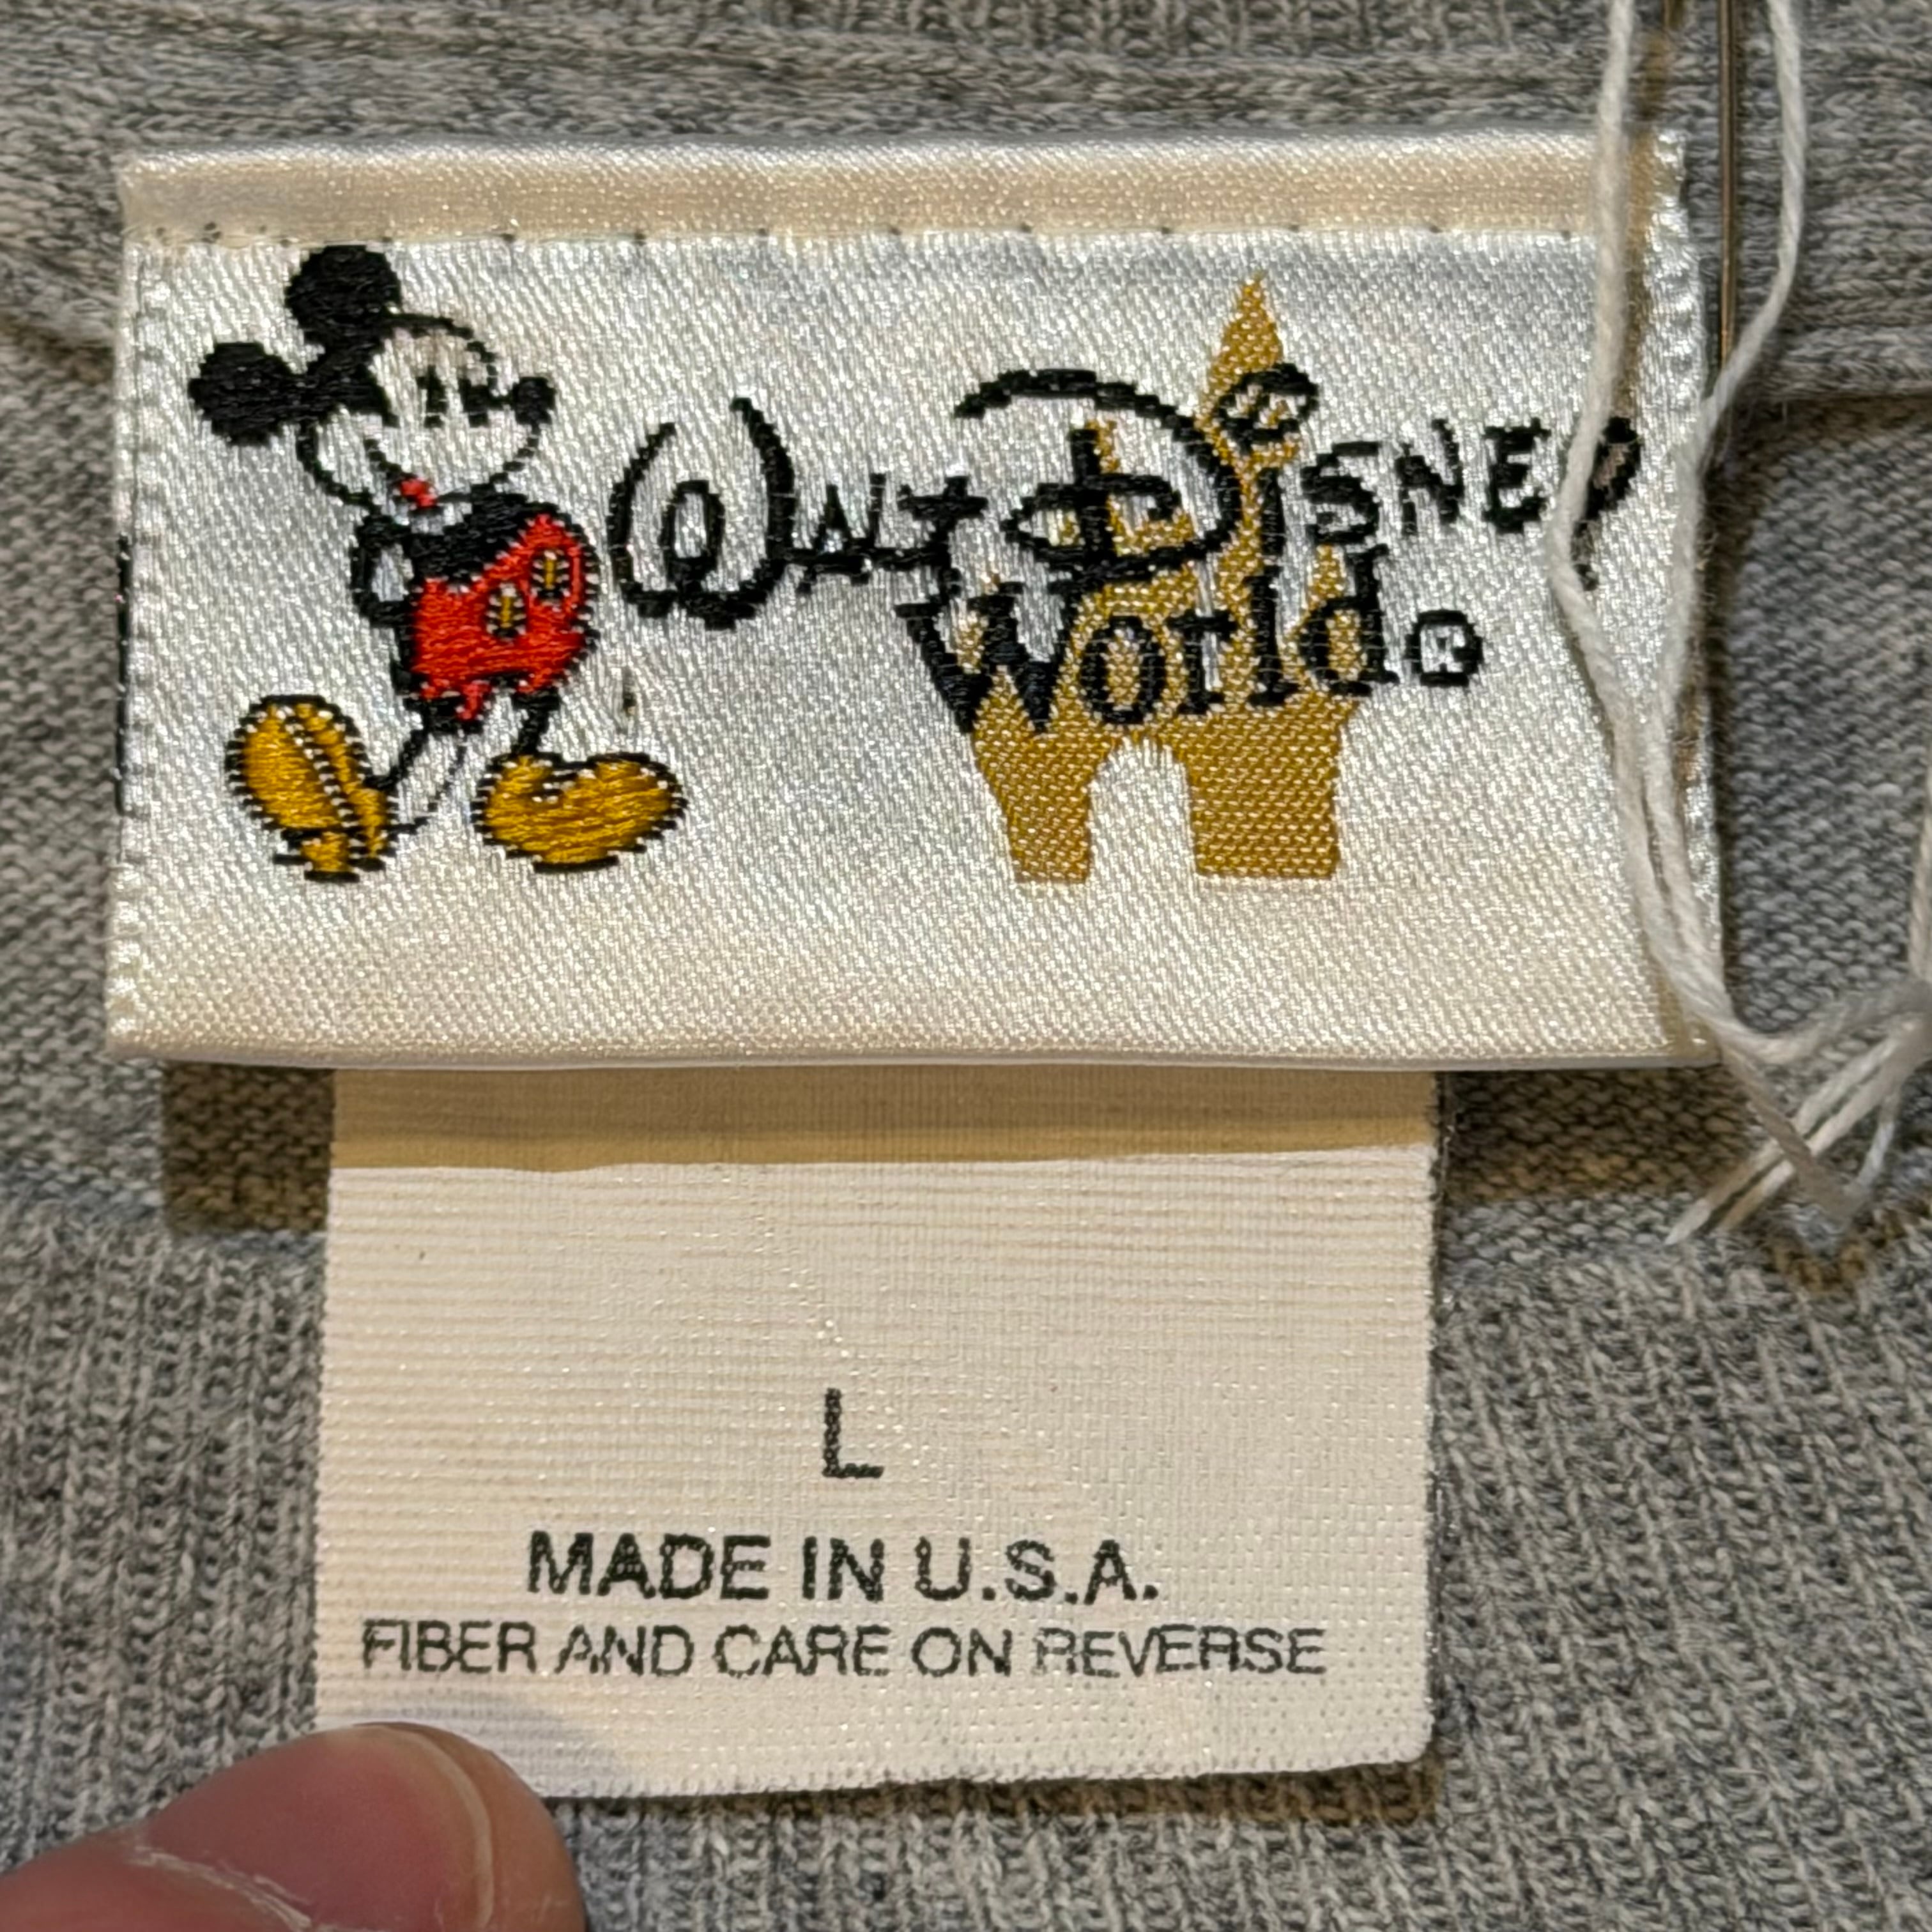 Walt Disney
World®
L
MADE IN U.S.A.
FIBER AND CARE ON REVERSE